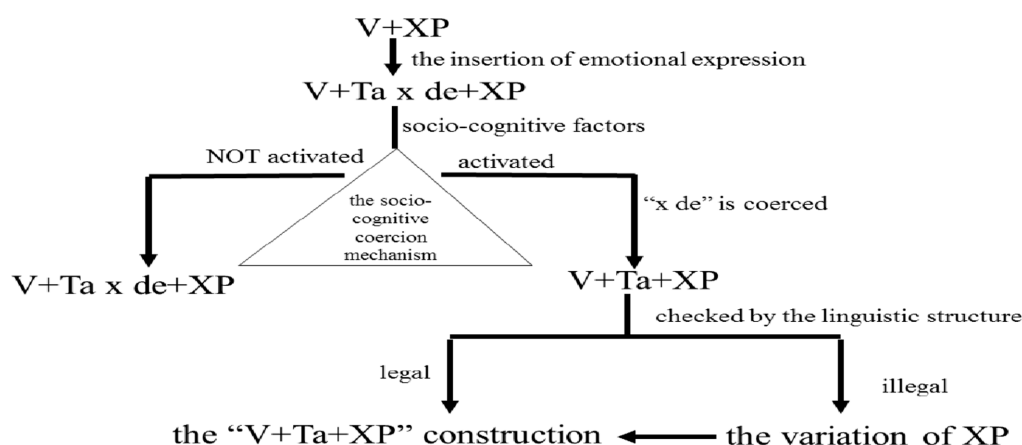 V+XP
the insertion of emotional expression
V+Ta x de+XP
socio-cognitive factors
NOT activated
activated
the socio-
cognitive
coercion
mechanism
“x de” is coerced
V+Ta x de+XP
V+Ta+XP
checked by the linguistic structure
legal
illegal
the “V+Ta+XP” construction
the variation of XP